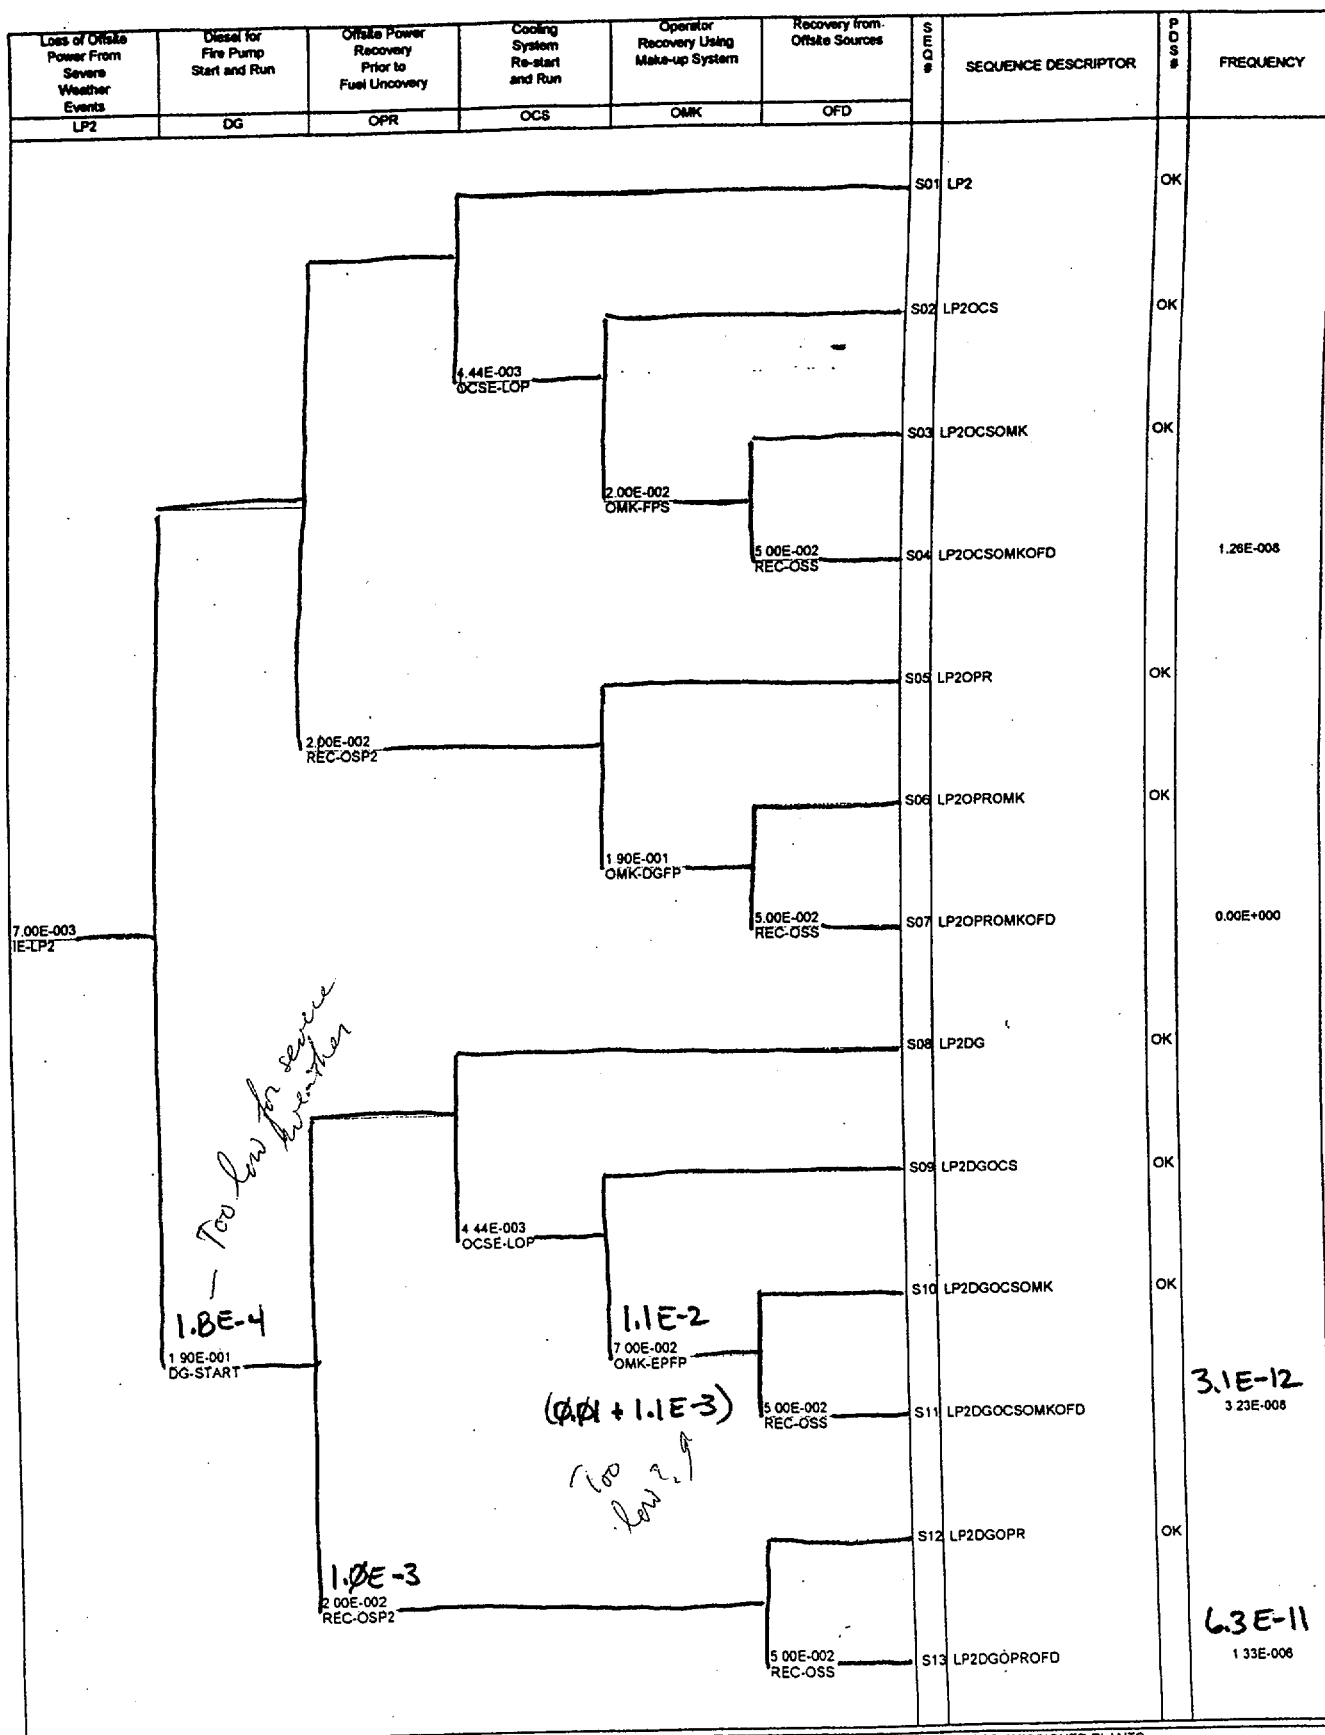 Loss of Offsite
Power From
Severe
Weather
Events
Diesel for
Fire Pump
Start and Run
Offsite Power
Recovery
Prior to
Fuel Uncovery
Cooling
System
Re-start
and Run
Operator
Recovery Using
Make-up System
Recovery from
Offsite Sources
SEQ#
SEQUENCE DESCRIPTOR
PDS#
FREQUENCY
LP2 DG OPR OCS OMK OFD
S01 LP2 OK
S02 LP2OCS OK
4.44E-003
OCSE-LOP
S03 LP2OCSOMK OK
2.00E-002
OMK-FPS
5.00E-002
REC-OSS
S04 LP2OCSOMKOFD 1.26E-008
S05 LP2OPR OK
2.00E-002
REC-OSP2
S06 LP2OPROMK OK
1.90E-001
OMK-DGFP
5.00E-002
REC-OSS
S07 LP2OPROMKOFD 0.00E+000
7.00E-003
IE-LP2
S08 LP2DG OK
— Too low for severe
weather
S09 LP2DGOCS OK
4.44E-003
OCSE-LOP
S10 LP2DGOCSOMK OK
1.8E-4
1.90E-001
DG-START
1.1E-2
7.00E-002
OMK-EPFP
(0.01 + 1.1E-3)
Too
low?
5.00E-002
REC-OSS
S11 LP2DGOCSOMKOFD
3.1E-12
3.23E-008
S12 LP2DGOPR OK
1.0E-3
2.00E-002
REC-OSP2
5.00E-002
REC-OSS
S13 LP2DGOPROFD
6.3E-11
1.33E-006